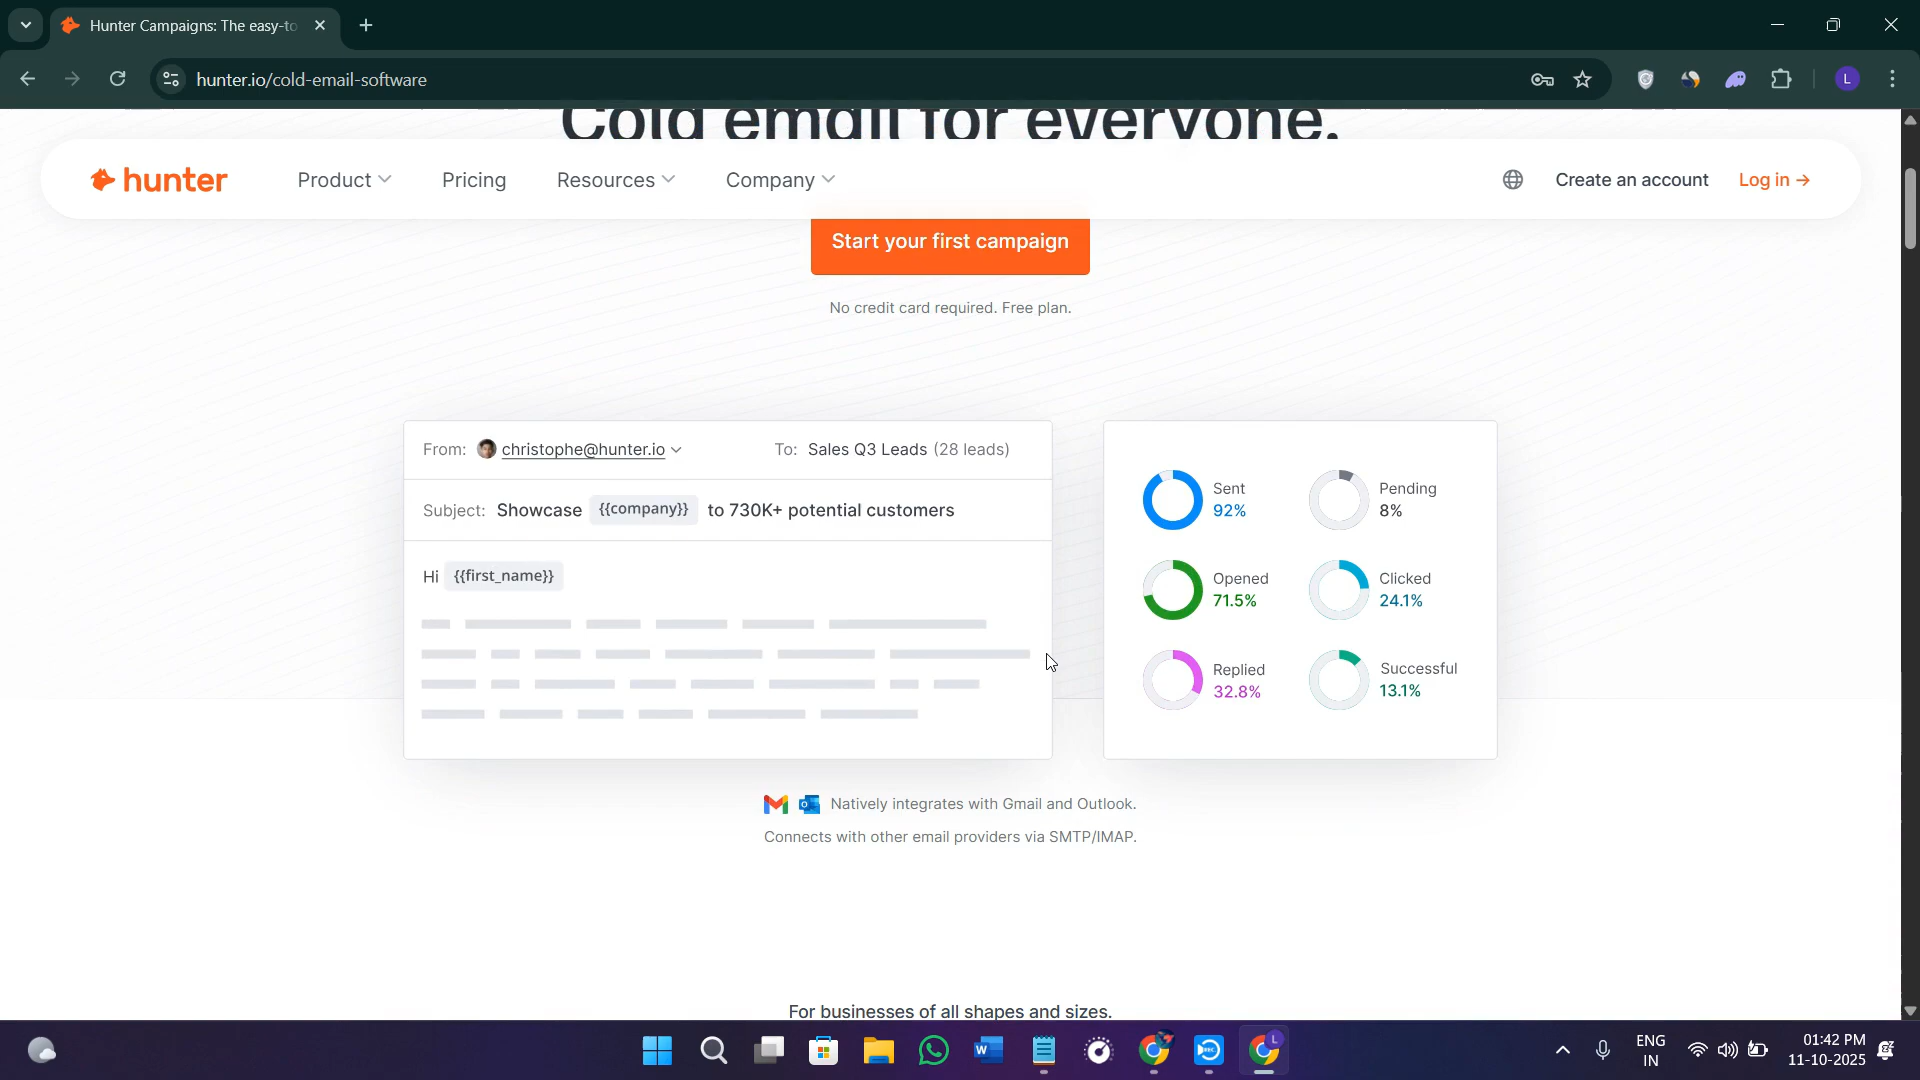 Hunter Campaigns: The easy-to
hunter.io/cold-email-software
L
Cold email for everyone.
hunter
Product
Pricing
Resources
Company
Create an account
Log in →
Start your first campaign
No credit card required. Free plan.
From: christophe@hunter.io
To: Sales Q3 Leads (28 leads)
Subject: Showcase {{company}} to 730K+ potential customers
Hi {{first_name}}
Sent
92%
Pending
8%
Opened
71.5%
Clicked
24.1%
Replied
32.8%
Successful
13.1%
Natively integrates with Gmail and Outlook.
Connects with other email providers via SMTP/IMAP.
For businesses of all shapes and sizes.
ENG
IN
01:42 PM
11-10-2025